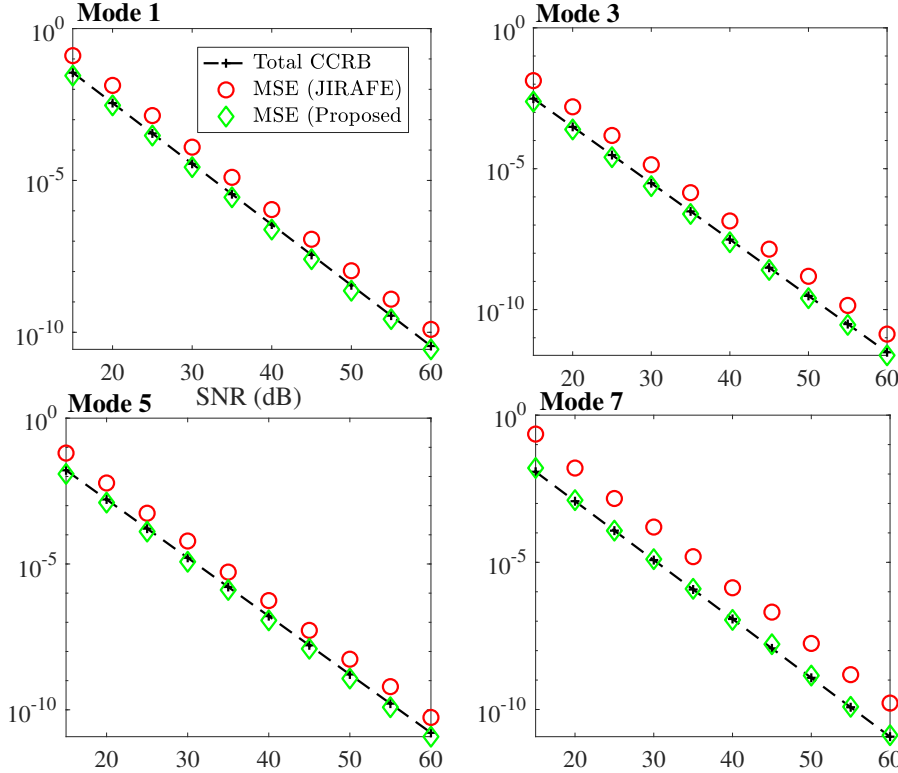 Mode 1
10^0
10^-5
10^-10
20 30 40 50 60
SNR (dB)
Total CCRB
MSE (JIRAFE)
MSE (Proposed
Mode 3
10^0
10^-5
10^-10
20 30 40 50 60
Mode 5
10^0
10^-5
10^-10
20 30 40 50 60
Mode 7
10^0
10^-5
10^-10
20 30 40 50 60